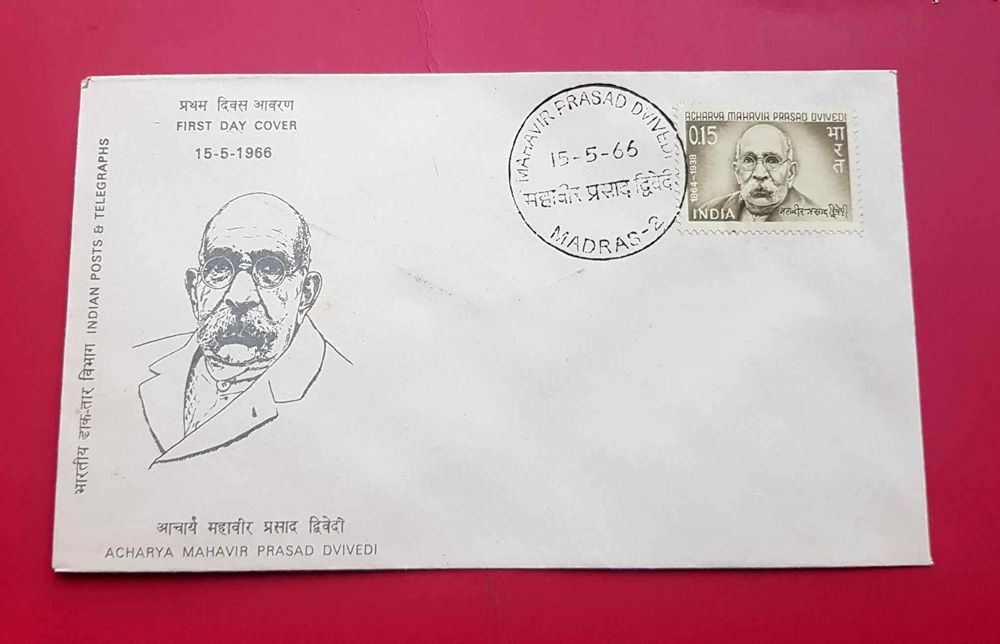 प्रथम दिवस आवरण
FIRST DAY COVER
15-5-1966
भारतीय डाक-तार विभाग INDIAN POSTS & TELEGRAPHS
आचार्य महावीर प्रसाद द्विवेदी
ACHARYA MAHAVIR PRASAD DVIVEDI
MAHAVIR PRASAD DVIVEDI
15-5-66
महावीर प्रसाद द्विवेदी
MADRAS-2
ACHARYA MAHAVIR PRASAD DVIVEDI
0.15
भारत
1864-1938
INDIA
महावीर प्रसाद द्विवेदी